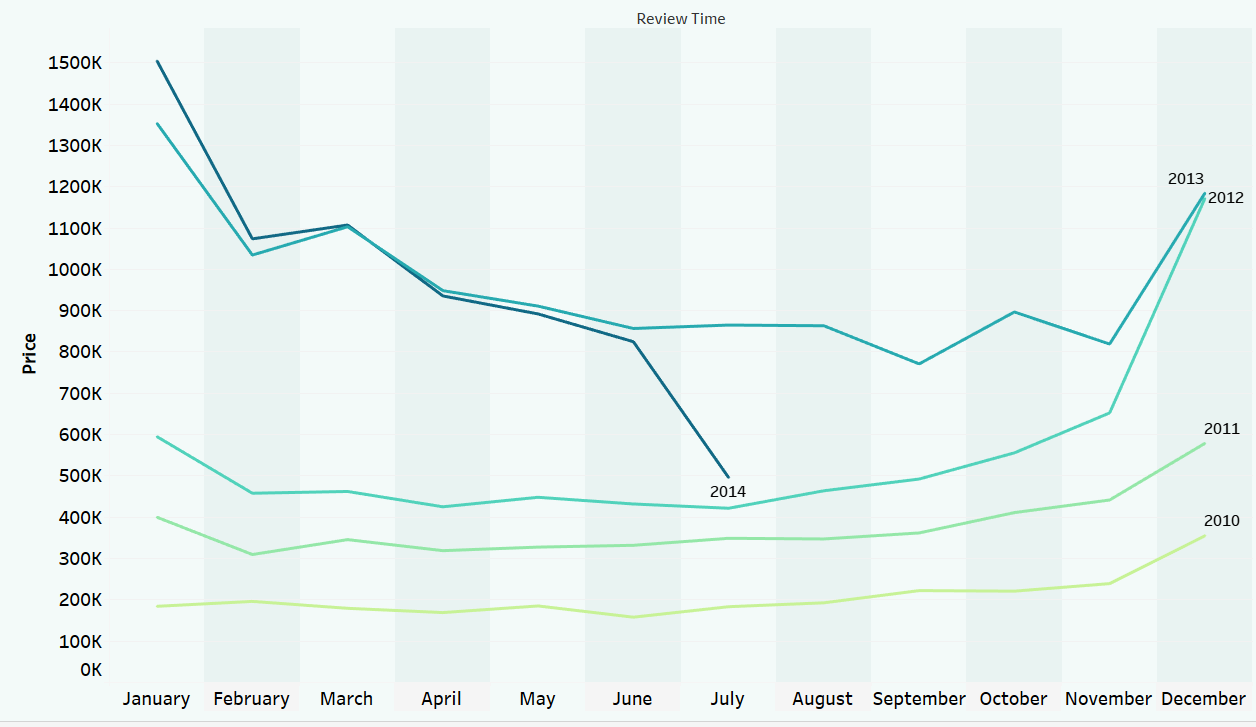 Review Time
1500K
1400K
1300K
1200K
1100K
1000K
900K
800K
700K
600K
500K
400K
300K
200K
100K
0K
Price
2013
2012
2011
2014
2010
January February March April May June July August September October November December